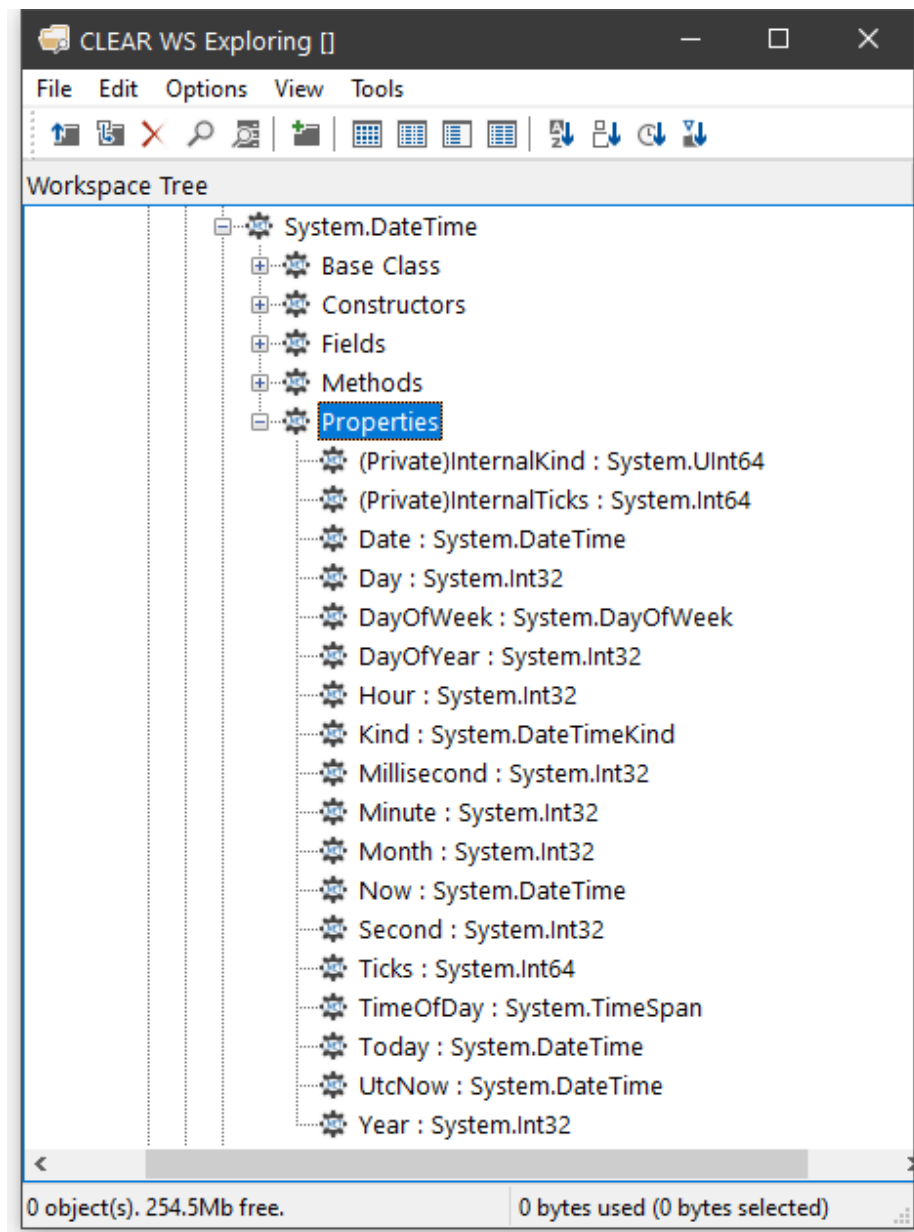 CLEAR WS Exploring []
File Edit Options View Tools
Workspace Tree
System.DateTime
Base Class
Constructors
Fields
Methods
Properties
(Private)InternalKind : System.UInt64
(Private)InternalTicks : System.Int64
Date : System.DateTime
Day : System.Int32
DayOfWeek : System.DayOfWeek
DayOfYear : System.Int32
Hour : System.Int32
Kind : System.DateTimeKind
Millisecond : System.Int32
Minute : System.Int32
Month : System.Int32
Now : System.DateTime
Second : System.Int32
Ticks : System.Int64
TimeOfDay : System.TimeSpan
Today : System.DateTime
UtcNow : System.DateTime
Year : System.Int32
0 object(s). 254.5Mb free. 0 bytes used (0 bytes selected)